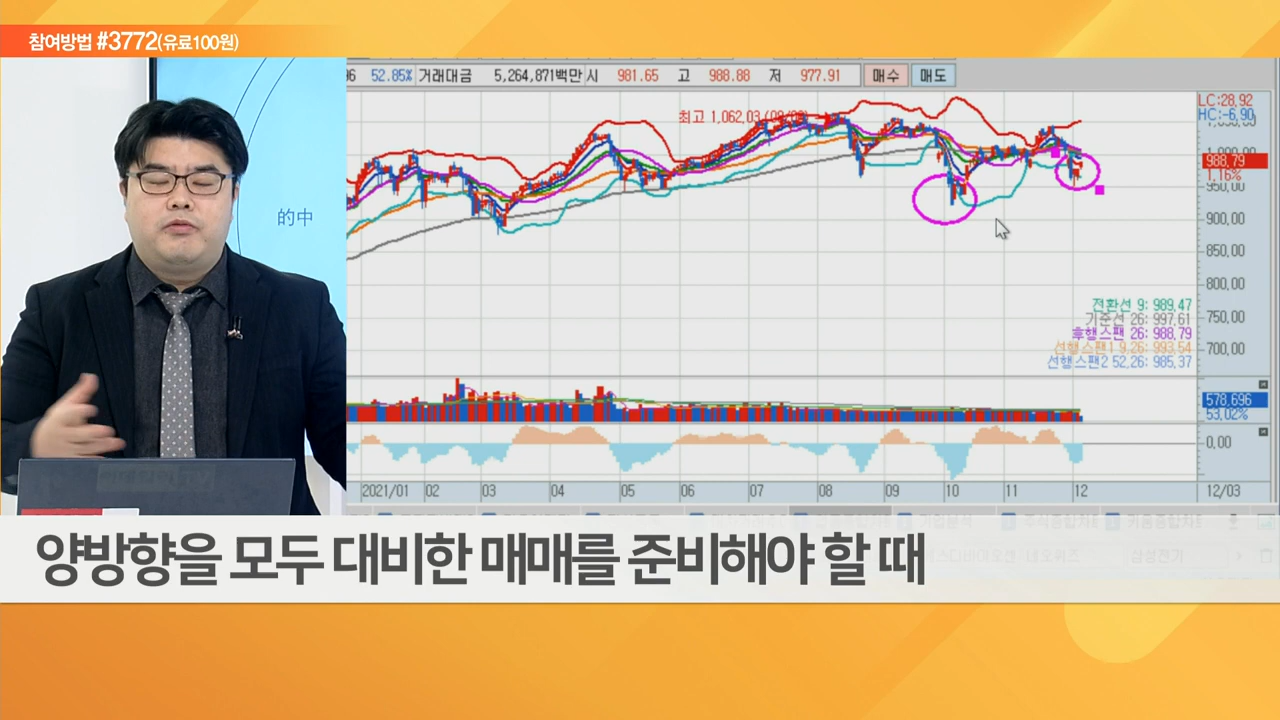 참여방법 #3772(유료100원)
52.85% 거래대금 5,264,871백만 시 981.65 고 988.88 저 977.91 매수 매도
최고 1,062.03
LC:28.92
HC:-6.90
988.79
1.16%
950.00
900.00
850.00
800.00
750.00
700.00
的中
전환선 9: 989.47
기준선 26: 997.61
후행스팬 26: 988.79
선행스팬1 9,26: 993.54
선행스팬2 52,26: 985.37
578,696
53.02%
0.00
2021/01 02 03 04 05 06 07 08 09 10 11 12 12/03
양방향을 모두 대비한 매매를 준비해야 할 때